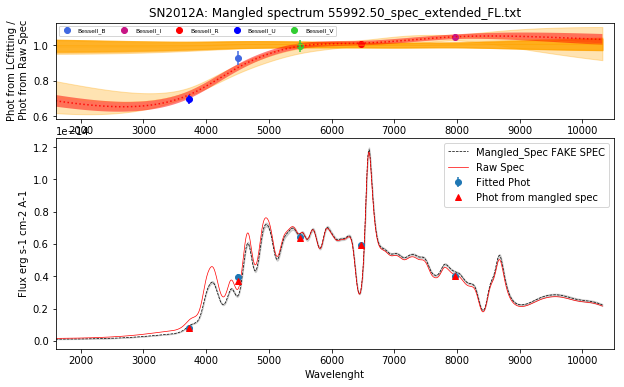 SN2012A: Mangled spectrum 55992.50_spec_extended_FL.txt
Phot from LCfitting /
Phot from Raw Spec
Bessell_B
Bessell_I
Bessell_R
Bessell_U
Bessell_V
1.0
0.8
0.6
2000 3000 4000 5000 6000 7000 8000 9000 10000
1e−14
Flux erg s-1 cm-2 A-1
1.2
1.0
0.8
0.6
0.4
0.2
0.0
Mangled_Spec FAKE SPEC
Raw Spec
Fitted Phot
Phot from mangled spec
2000 3000 4000 5000 6000 7000 8000 9000 10000
Wavelenght